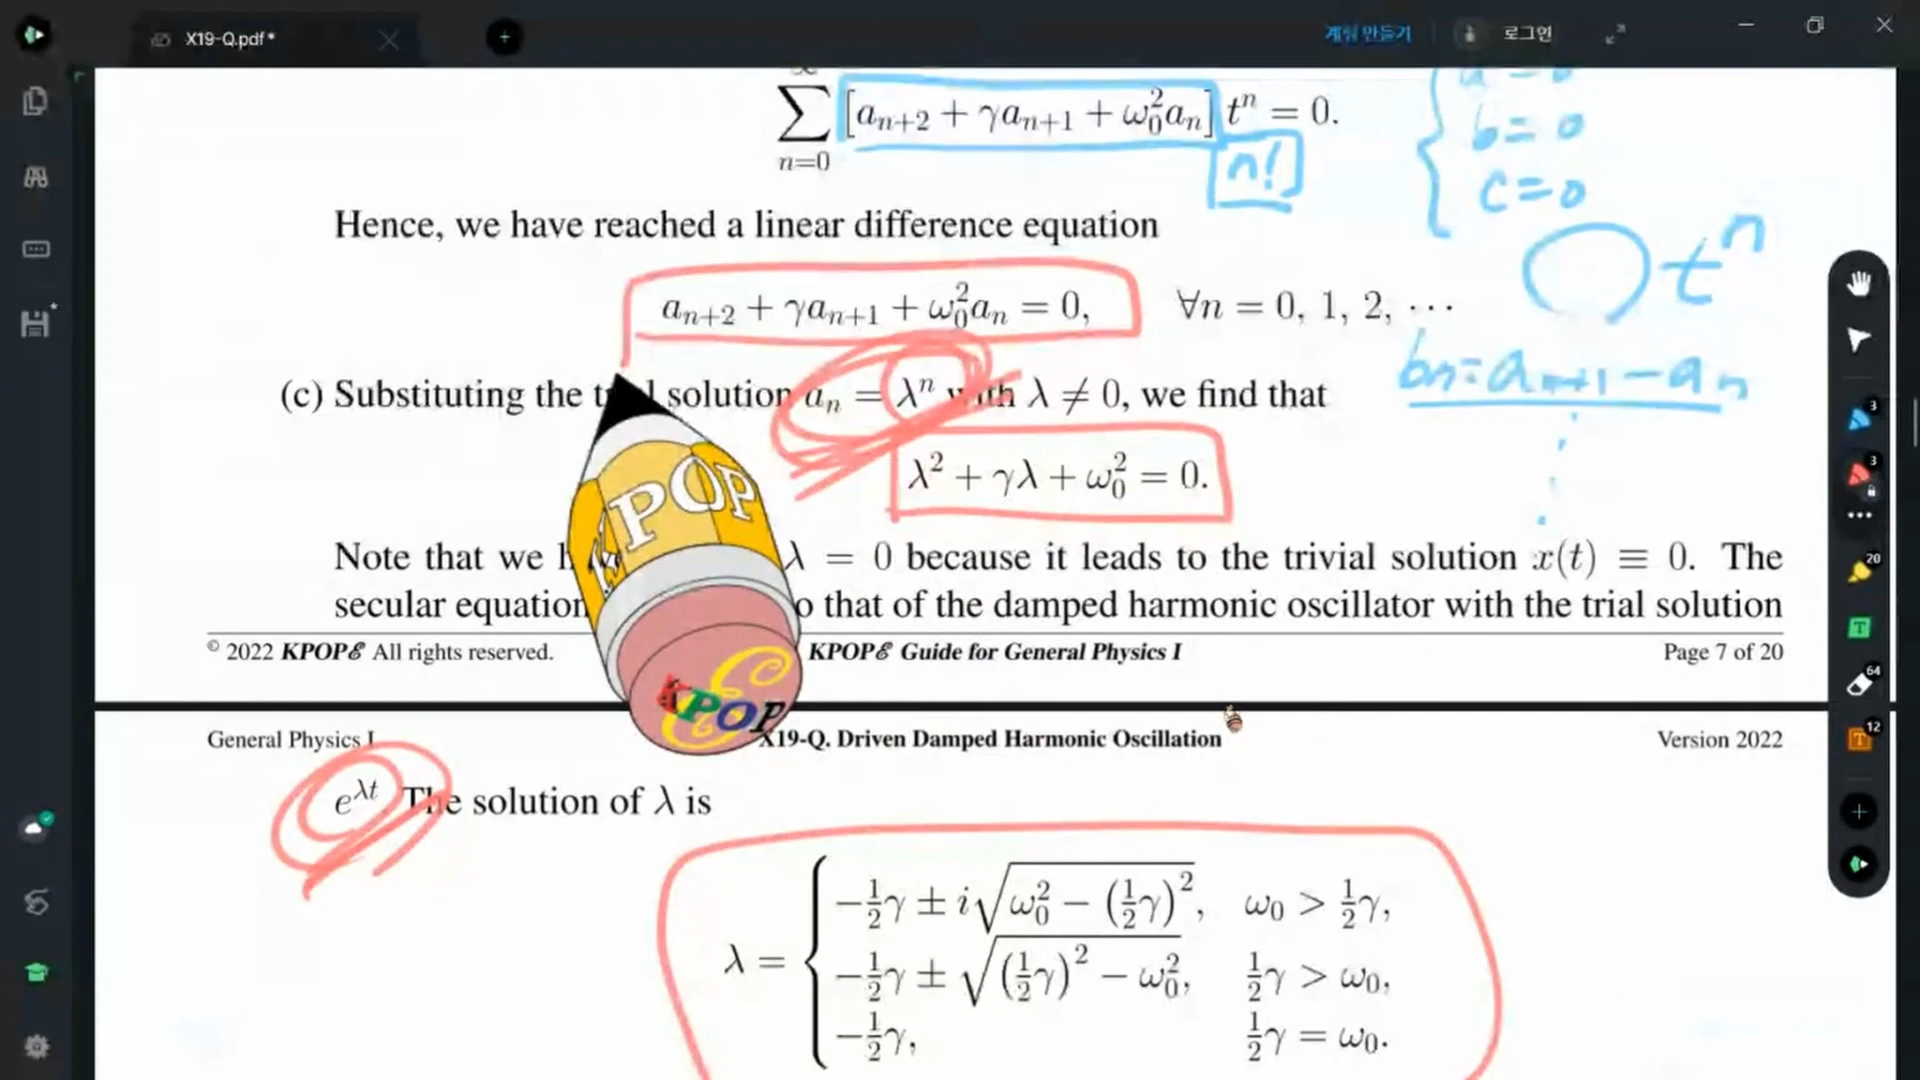 X19-Q.pdf *
계정 만들기
로그인
∑_{n=0} [a_{n+2} + γa_{n+1} + ω_0^2 a_n] t^n = 0.
n!
b = 0
c = 0
Hence, we have reached a linear difference equation
t^n
a_{n+2} + γa_{n+1} + ω_0^2 a_n = 0, ∀n = 0, 1, 2, ⋯
b_n = a_{n+1} - a_n
(c) Substituting the solution a_n = λ^n with λ ≠ 0, we find that
λ^2 + γλ + ω_0^2 = 0.
Note that we λ = 0 because it leads to the trivial solution x(t) ≡ 0. The
secular equation that of the damped harmonic oscillator with the trial solution
© 2022 KPOPE All rights reserved. KPOPE Guide for General Physics I Page 7 of 20
General Physics I X19-Q. Driven Damped Harmonic Oscillation Version 2022
e^{λt}. The solution of λ is
λ = { -½γ ± i√(ω_0^2 - (½γ)^2), ω_0 > ½γ,
-½γ ± √((½γ)^2 - ω_0^2), ½γ > ω_0,
-½γ, ½γ = ω_0.
KPOP
KPOP
3
3
20
64
12